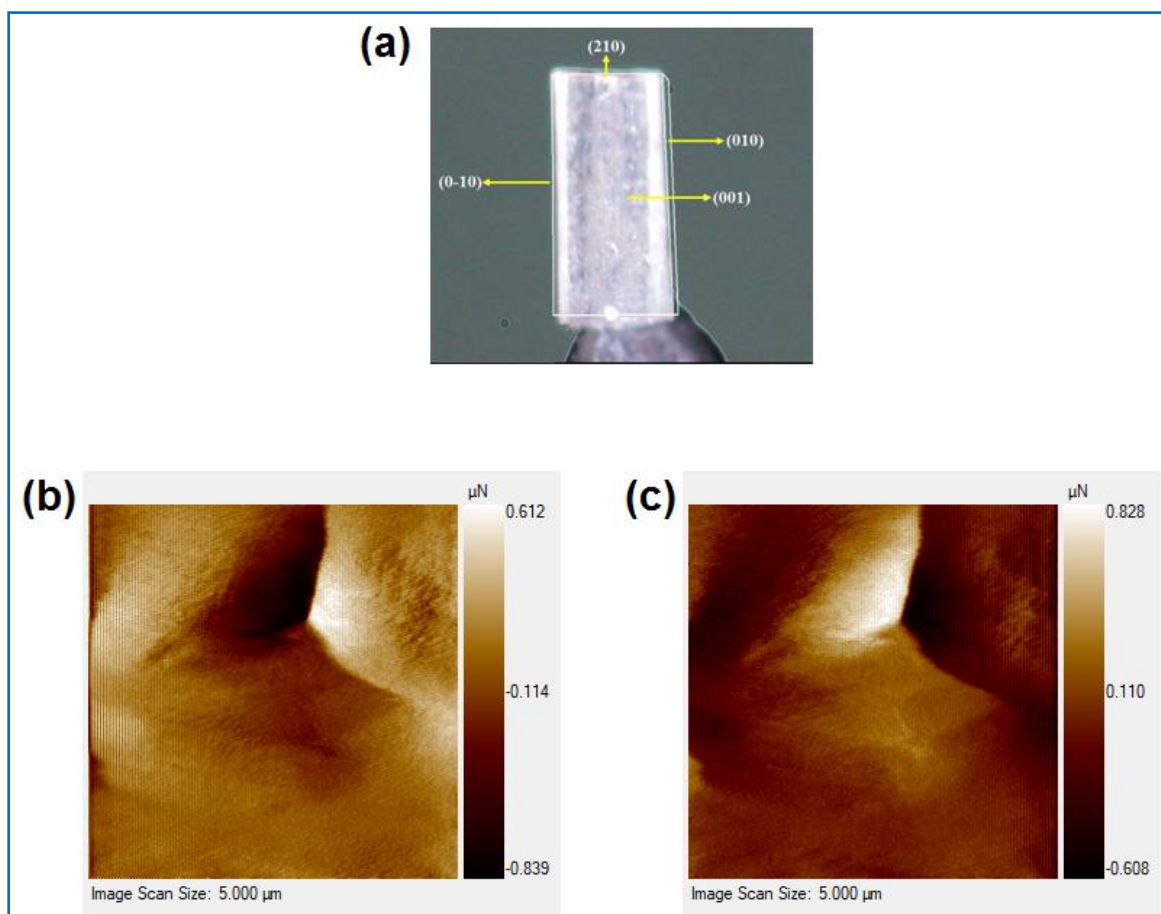 (a)
(210)
(010)
(0-10)
(001)
(b)
µN
0.612
-0.114
-0.839
Image Scan Size: 5.000 µm
(c)
µN
0.828
0.110
-0.608
Image Scan Size: 5.000 µm